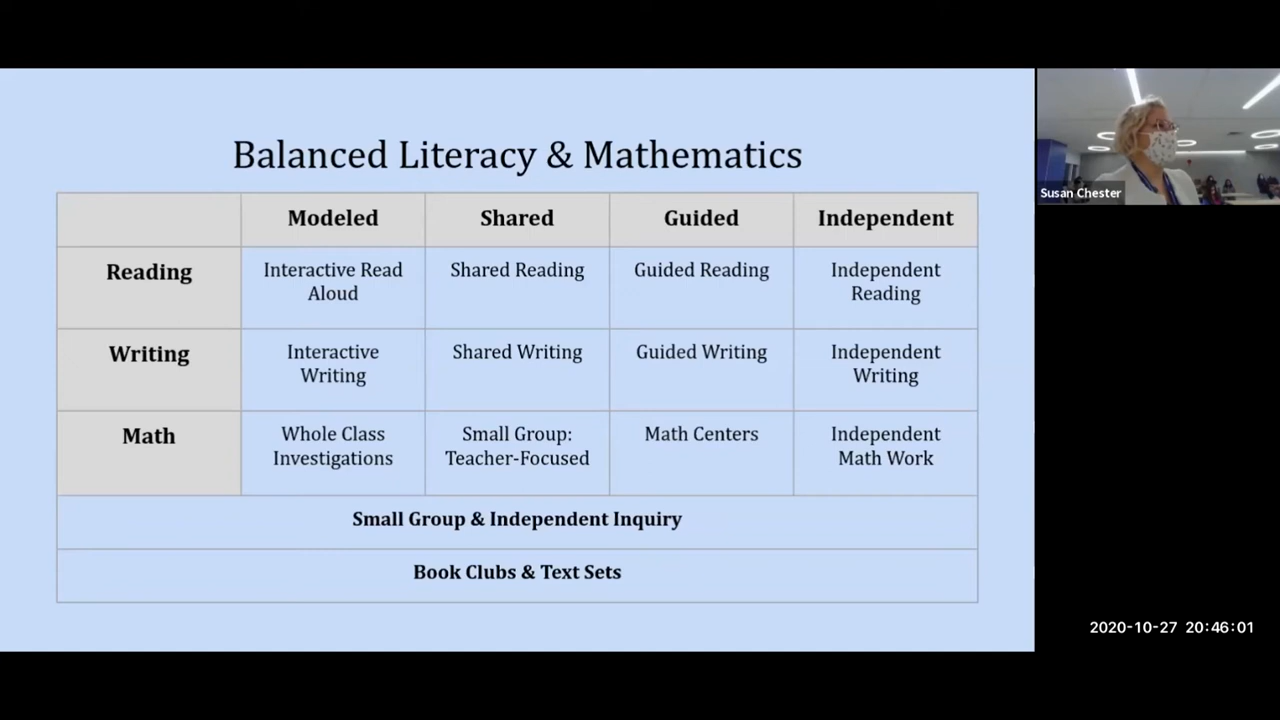 Balanced Literacy & Mathematics
Modeled
Shared
Guided
Independent
Reading
Interactive Read
Aloud
Shared Reading
Guided Reading
Independent
Reading
Writing
Interactive
Writing
Shared Writing
Guided Writing
Independent
Writing
Math
Whole Class
Investigations
Small Group:
Teacher-Focused
Math Centers
Independent
Math Work
Small Group & Independent Inquiry
Book Clubs & Text Sets
Susan Chester
2020-10-27 20:46:01